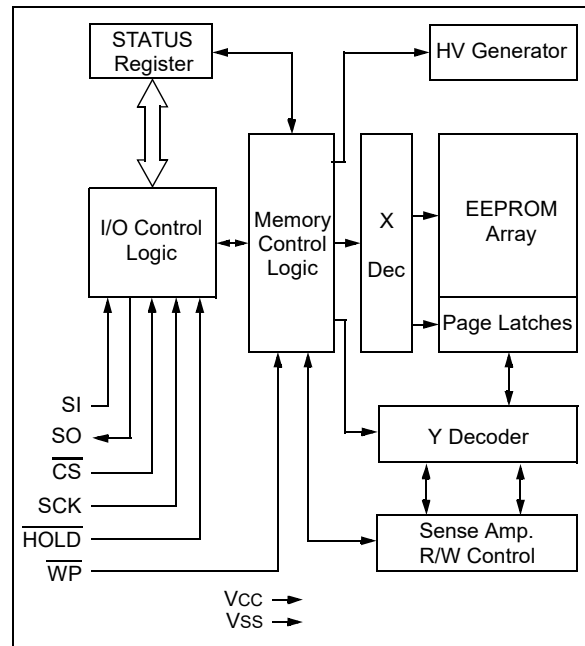 STATUS
Register
HV Generator
I/O Control
Logic
Memory
Control
Logic
X
Dec
EEPROM
Array
Page Latches
SI
SO
CS
SCK
HOLD
WP
Y Decoder
Sense Amp.
R/W Control
VCC
VSS